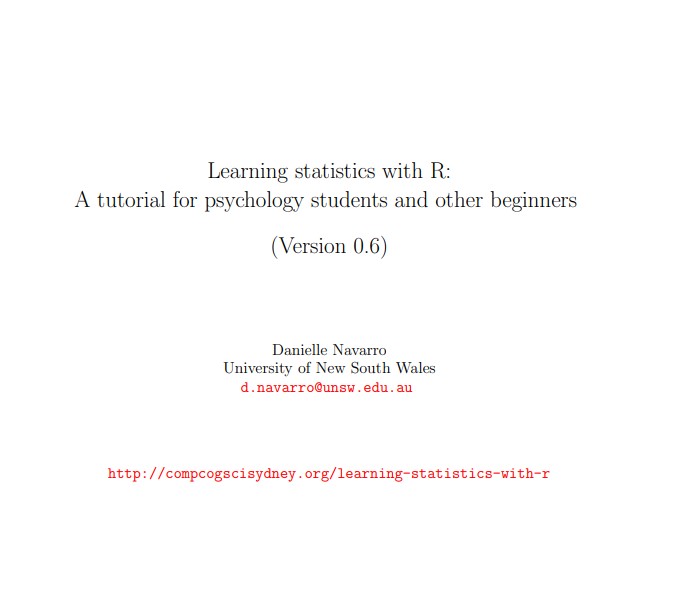 Learning statistics with R:
A tutorial for psychology students and other beginners
(Version 0.6)
Danielle Navarro
University of New South Wales
d.navarro@unsw.edu.au
http://compcogscisydney.org/learning-statistics-with-r